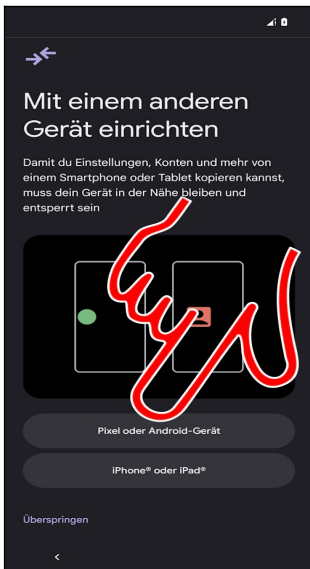 Mit einem anderen
Gerät einrichten
Damit du Einstellungen, Konten und mehr von
einem Smartphone oder Tablet kopieren kannst,
muss dein Gerät in der Nähe bleiben und
entsperrt sein
Pixel oder Android-Gerät
iPhone® oder iPad®
Überspringen